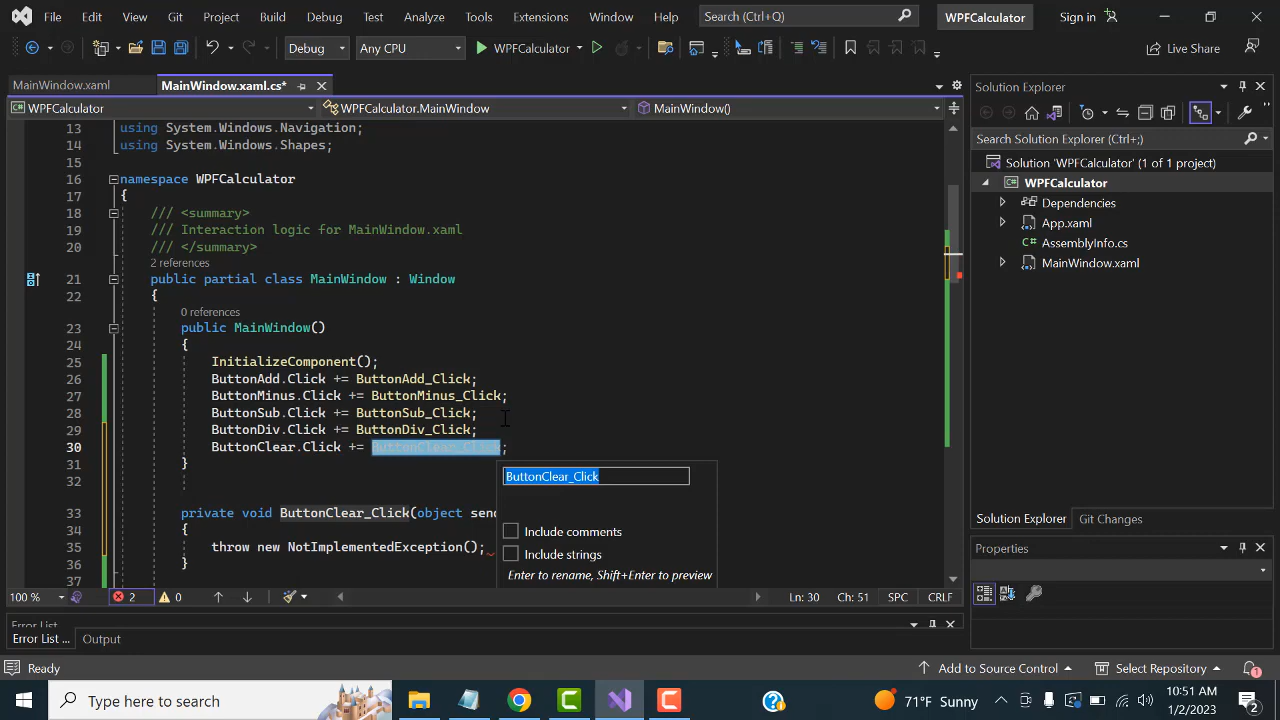 File Edit View Git Project Build Debug Test Analyze Tools Extensions Window Help Search (Ctrl+Q) WPFCalculator Sign in
Debug Any CPU WPFCalculator Live Share
MainWindow.xaml MainWindow.xaml.cs*
WPFCalculator WPFCalculator.MainWindow MainWindow()
13 using System.Windows.Navigation;
14 using System.Windows.Shapes;
15
16 namespace WPFCalculator
17 {
18 /// <summary>
19 /// Interaction logic for MainWindow.xaml
20 /// </summary>
2 references
21 public partial class MainWindow : Window
22 {
0 references
23 public MainWindow()
24 {
25 InitializeComponent();
26 ButtonAdd.Click += ButtonAdd_Click;
27 ButtonMinus.Click += ButtonMinus_Click;
28 ButtonSub.Click += ButtonSub_Click;
29 ButtonDiv.Click += ButtonDiv_Click;
30 ButtonClear.Click += ButtonClear_Click;
31 }
32
33 private void ButtonClear_Click(object sen
34 {
35 throw new NotImplementedException();
36 }
37
ButtonClear_Click
Include comments
Include strings
Enter to rename, Shift+Enter to preview
100 % 2 0 Ln: 30 Ch: 51 SPC CRLF
Error List
Error List ... Output
Solution Explorer
Search Solution Explorer (Ctrl+;)
Solution 'WPFCalculator' (1 of 1 project)
WPFCalculator
Dependencies
App.xaml
AssemblyInfo.cs
MainWindow.xaml
Solution Explorer Git Changes
Properties
Ready Add to Source Control Select Repository 1
Type here to search 71°F Sunny 10:51 AM
1/2/2023 2